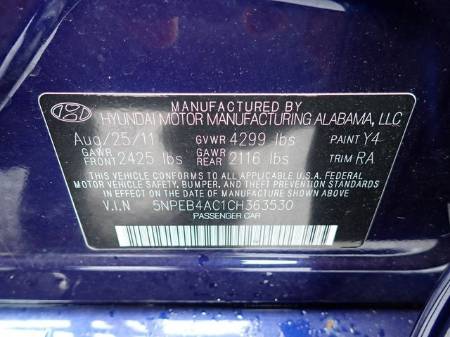 MANUFACTURED BY
HYUNDAI MOTOR MANUFACTURING ALABAMA, LLC
Aug/25/11 GVWR 4299 lbs PAINT Y4
GAWR FRONT 2425 lbs GAWR REAR 2116 lbs TRIM RA
THIS VEHICLE CONFORMS TO ALL APPLICABLE U.S.A. FEDERAL
MOTOR VEHICLE SAFETY, BUMPER, AND THEFT PREVENTION STANDARDS
IN EFFECT ON THE DATE OF MANUFACTURE SHOWN ABOVE
V.I.N 5NPEB4AC1CH363530
PASSENGER CAR